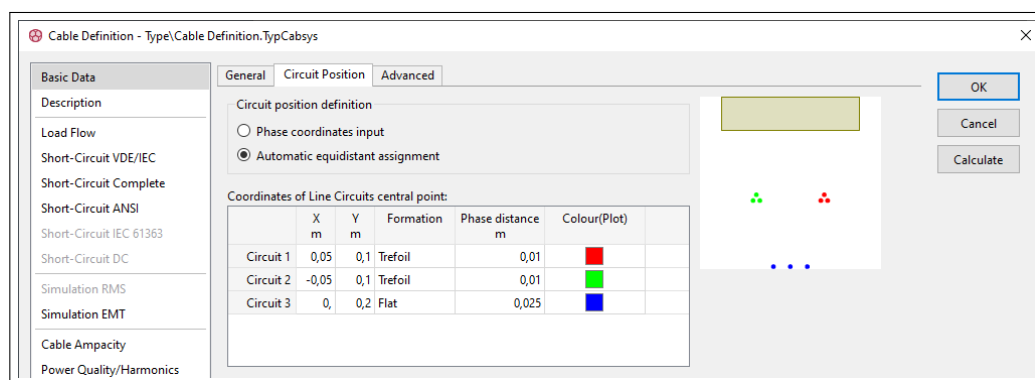 Cable Definition - Type\Cable Definition.TypCabsys
Basic Data
Description
Load Flow
Short-Circuit VDE/IEC
Short-Circuit Complete
Short-Circuit ANSI
Short-Circuit IEC 61363
Short-Circuit DC
Simulation RMS
Simulation EMT
Cable Ampacity
Power Quality/Harmonics
General Circuit Position Advanced
Circuit position definition
Phase coordinates input
Automatic equidistant assignment
Coordinates of Line Circuits central point:
X Y Formation Phase distance Colour(Plot)
m m m
Circuit 1 0,05 0,1 Trefoil 0,01
Circuit 2 -0,05 0,1 Trefoil 0,01
Circuit 3 0, 0,2 Flat 0,025
OK
Cancel
Calculate